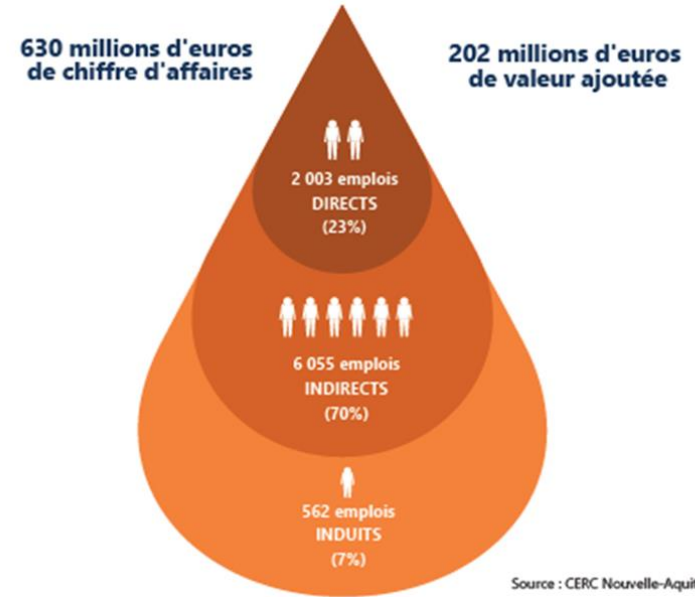 630 millions d'euros
de chiffre d'affaires
202 millions d'euros
de valeur ajoutée
2 003 emplois
DIRECTS
(23%)
6 055 emplois
INDIRECTS
(70%)
562 emplois
INDUITS
(7%)
Source : CERC Nouvelle-Aquit